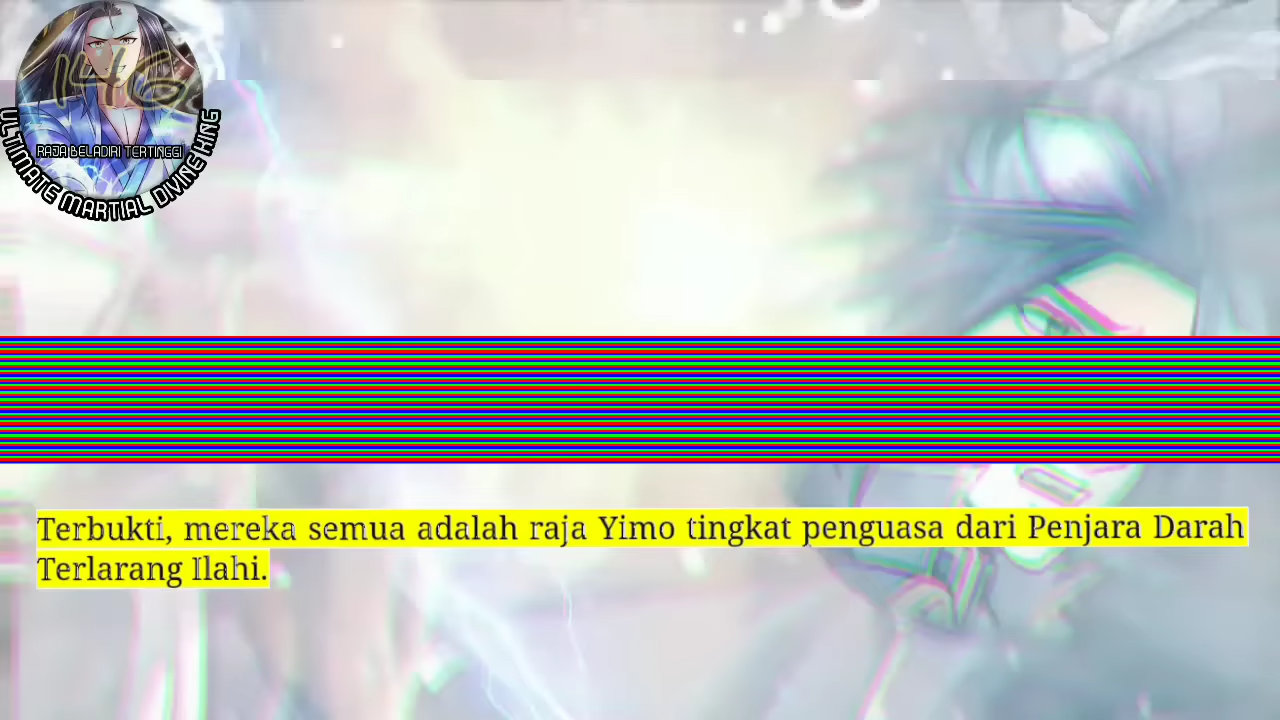 146
RAJA BELADIRI TERTINGGI
ULTIMATE MARTIAL DIVINE KING
Terbukti, mereka semua adalah raja Yimo tingkat penguasa dari Penjara Darah
Terlarang Ilahi.